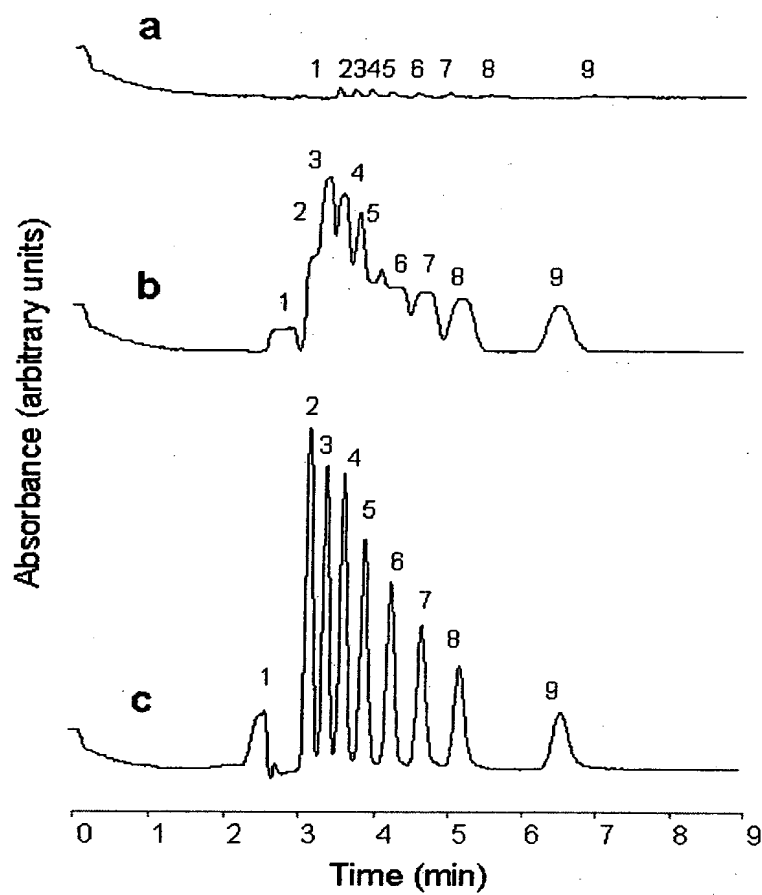 a
1 2345 6 7 8 9
b
1 2 3 4 5 6 7 8 9
c
1 2 3 4 5 6 7 8 9
Absorbance (arbitrary units)
0 1 2 3 4 5 6 7 8 9
Time (min)